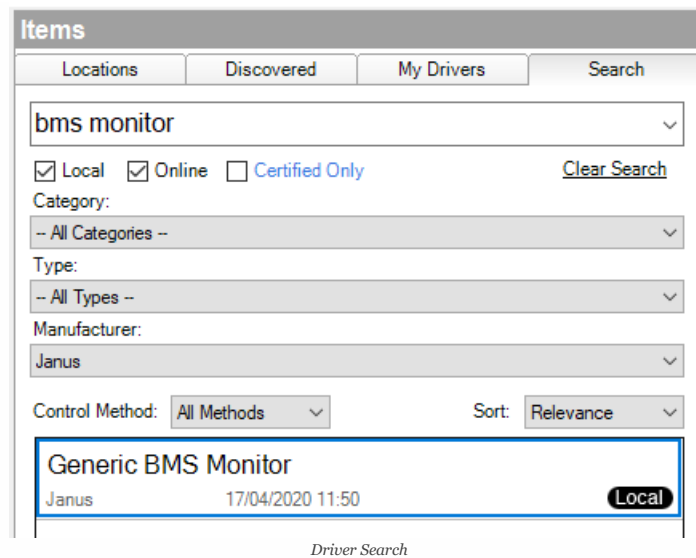 Items
Locations Discovered My Drivers Search
bms monitor
Local Online Certified Only Clear Search
Category:
-- All Categories --
Type:
-- All Types --
Manufacturer:
Janus
Control Method: All Methods Sort: Relevance
Generic BMS Monitor
Janus 17/04/2020 11:50 Local
Driver Search